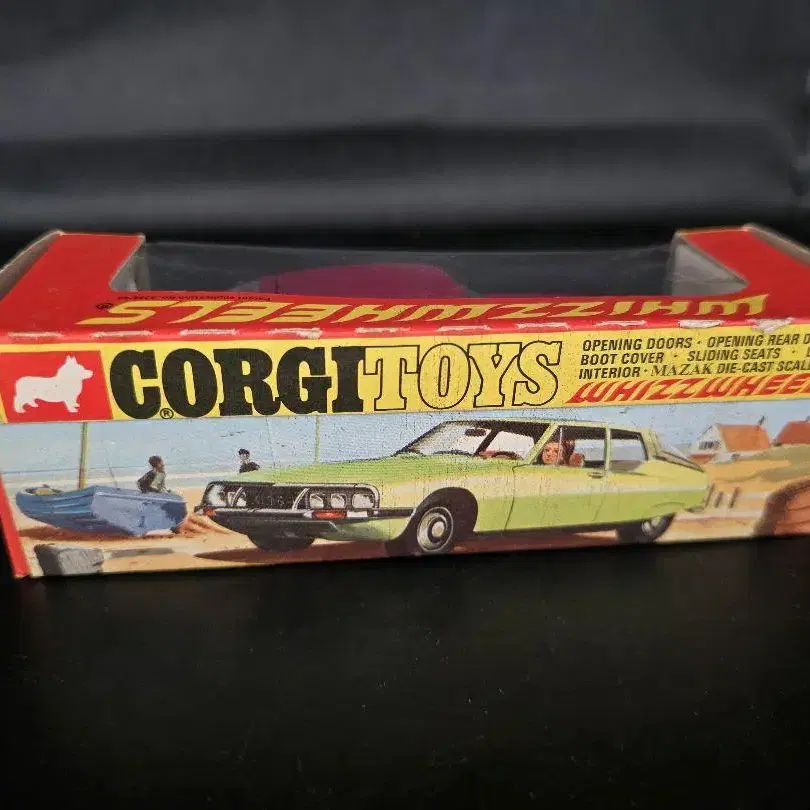 WHIZZWHEELS®
CORGI TOYS
®
OPENING DOORS · OPENING REAR D
BOOT COVER · SLIDING SEATS ·
INTERIOR · MAZAK DIE-CAST SCAL
WHIZZWHEE